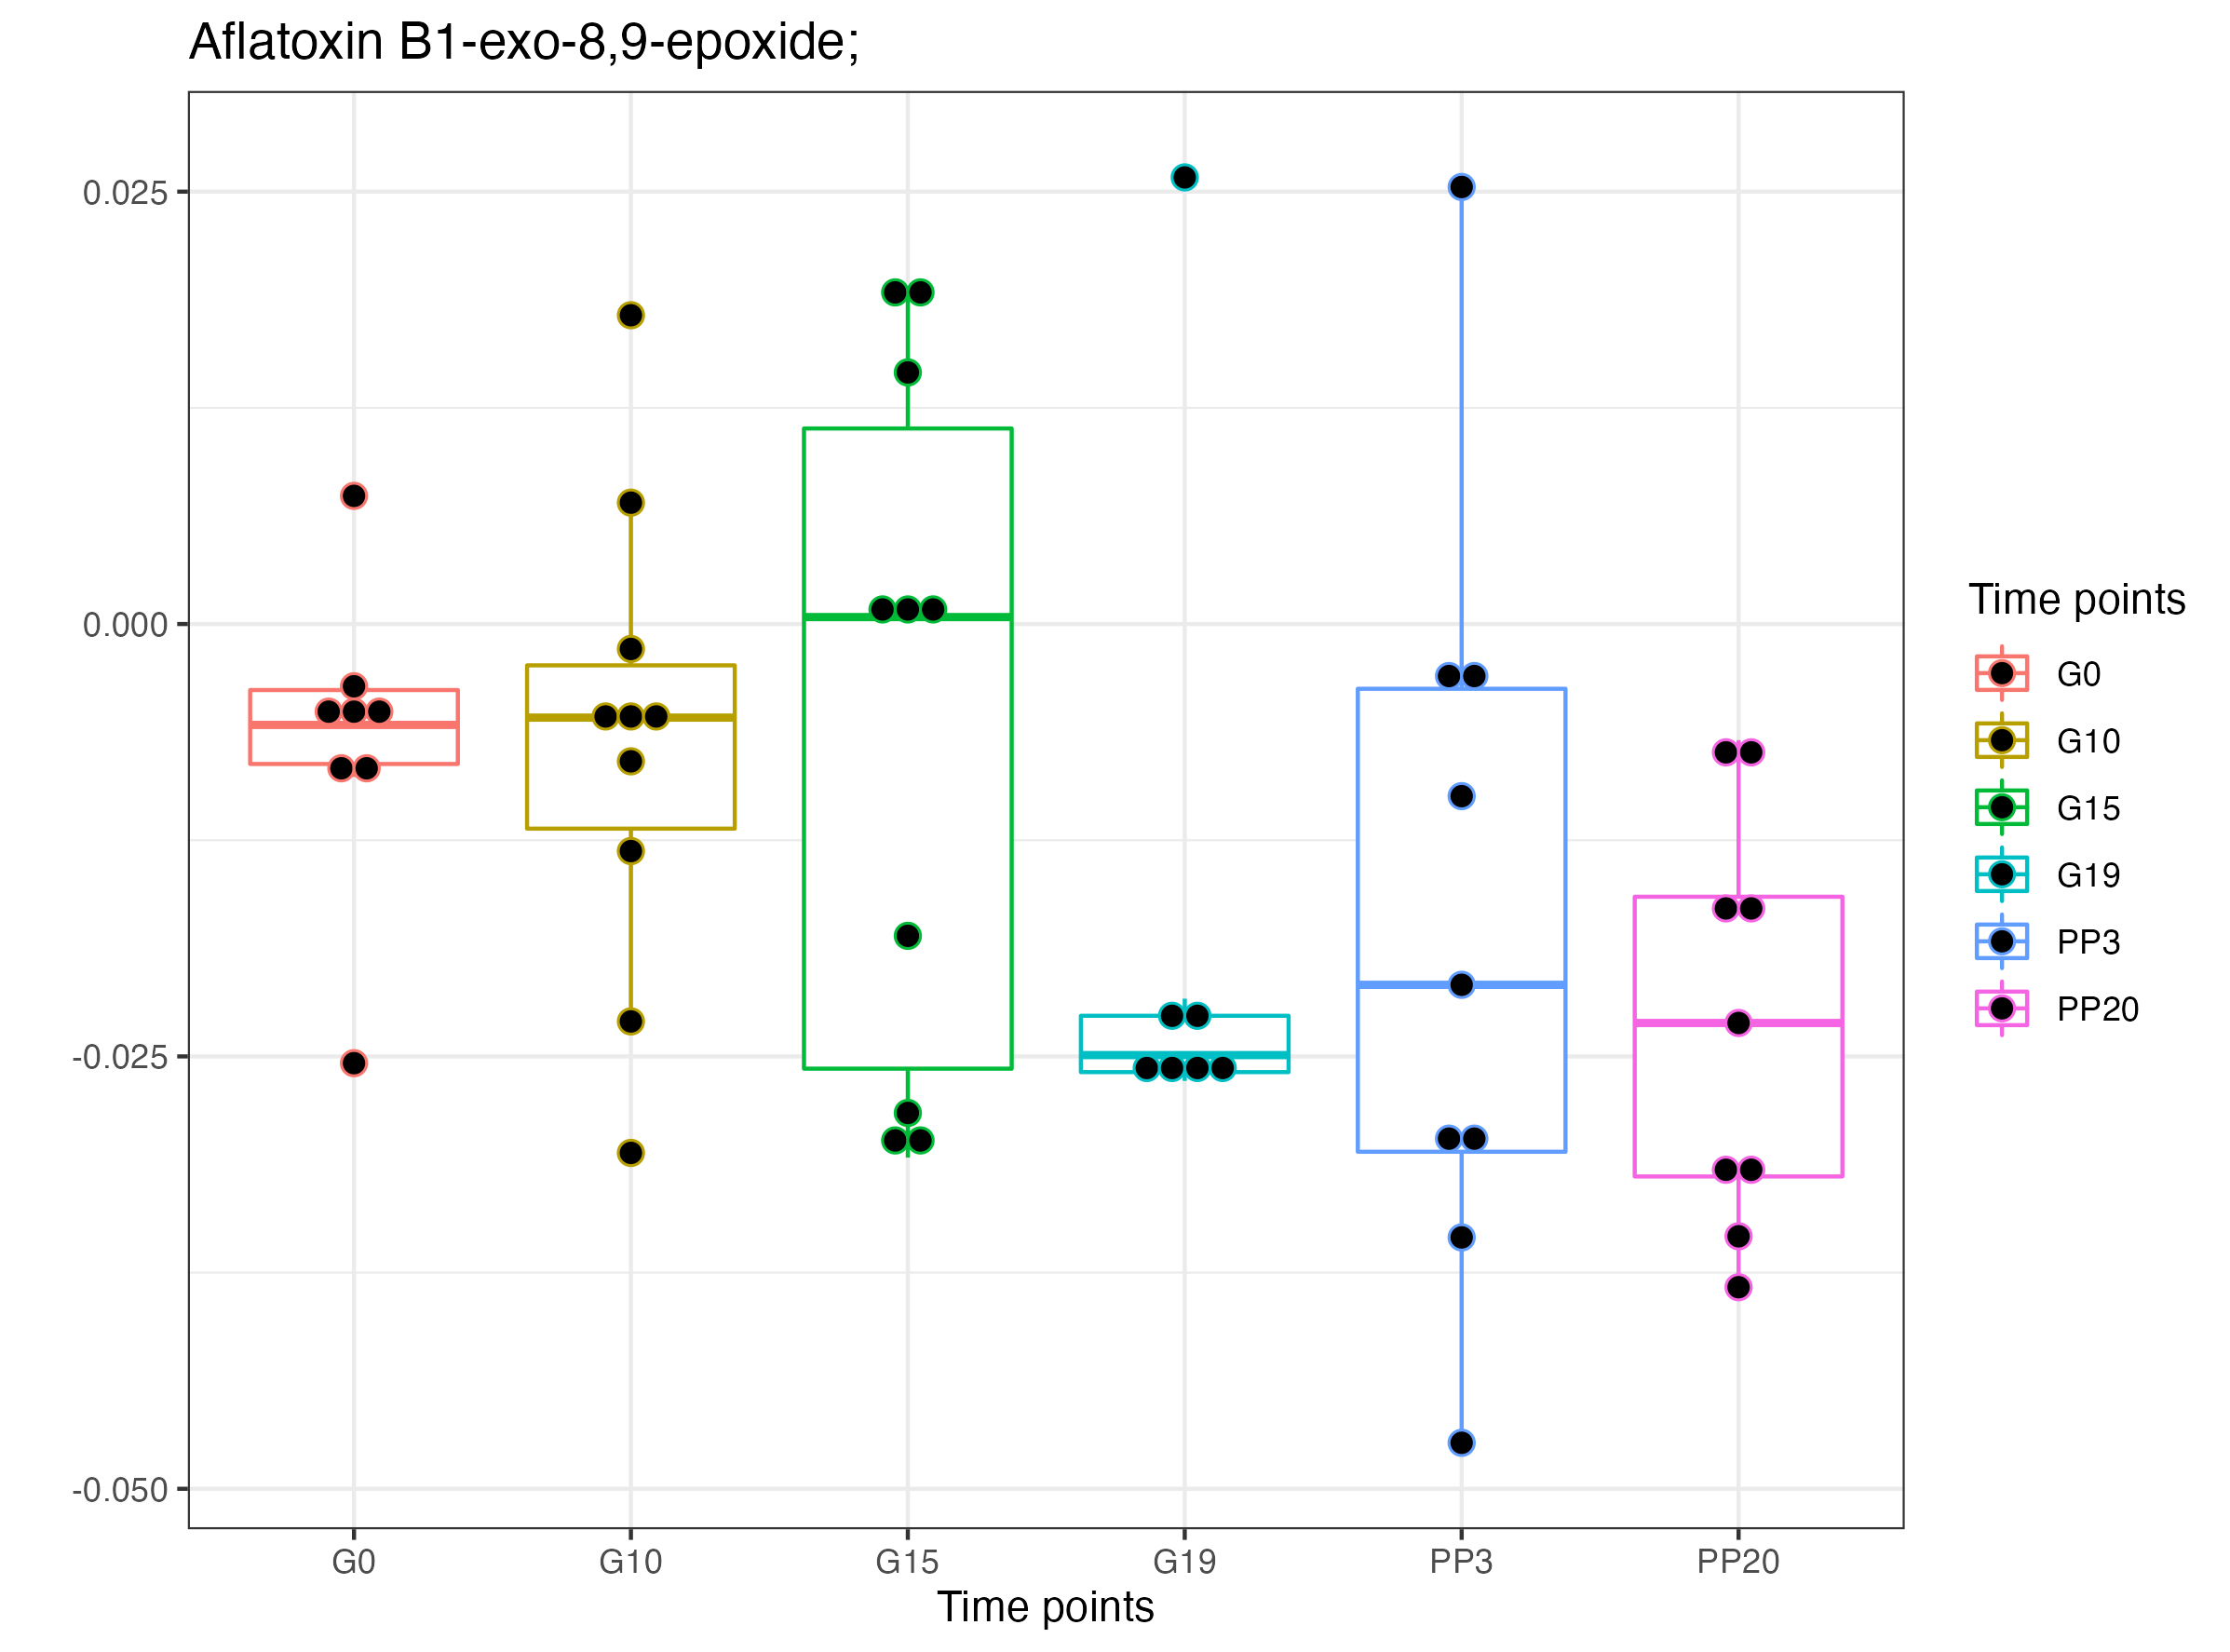 Aflatoxin B1-exo-8,9-epoxide;
0.025
0.000
-0.025
-0.050
G0 G10 G15 G19 PP3 PP20
Time points
Time points
G0
G10
G15
G19
PP3
PP20